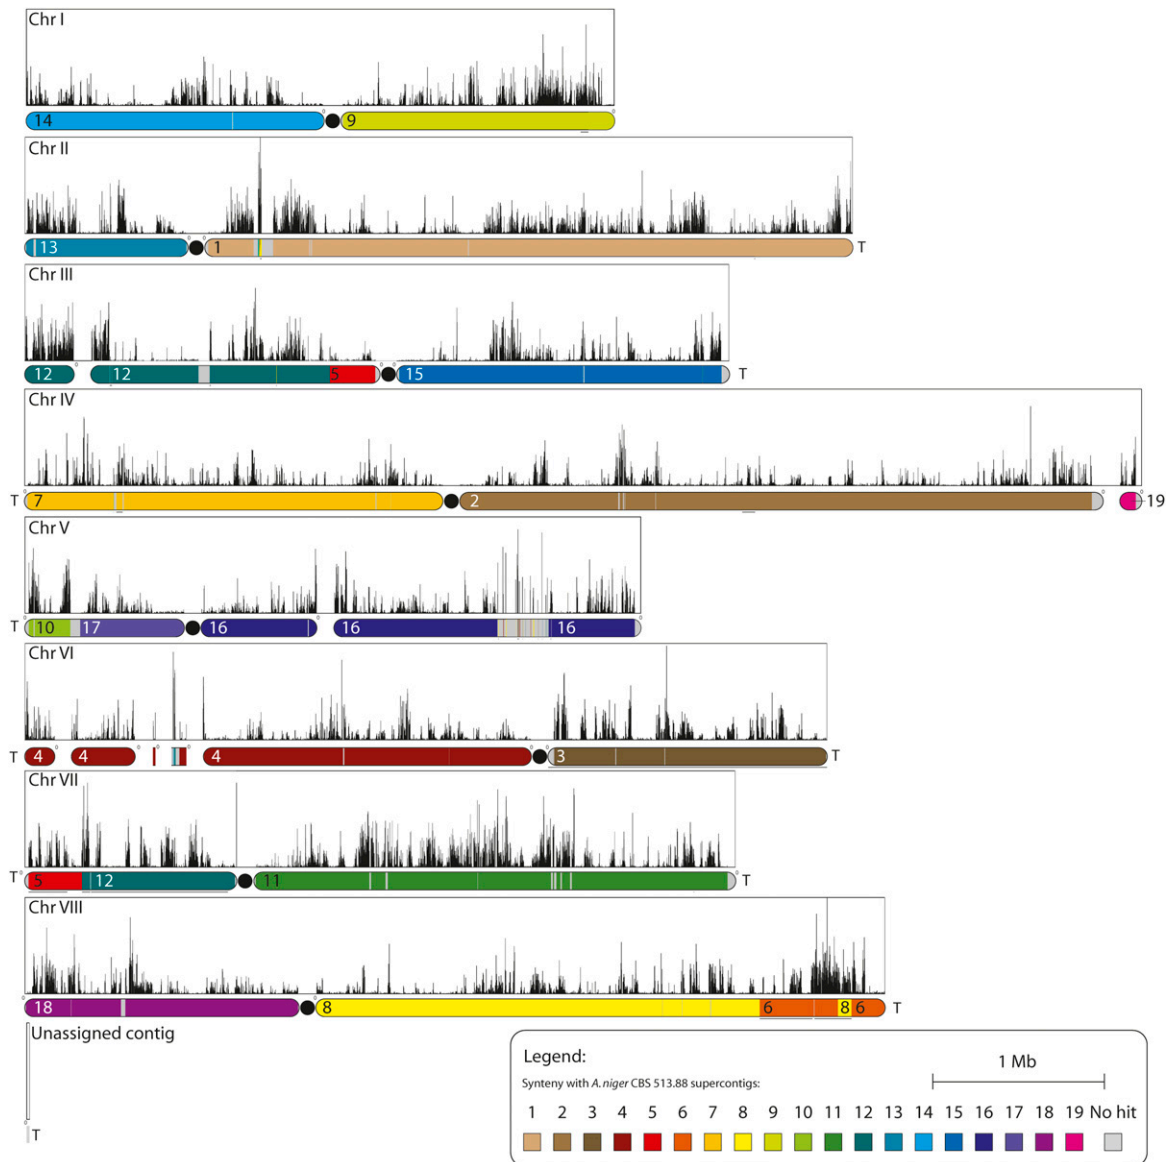 Chr I
14 9
Chr II
13 1 T
Chr III
12 12 5 15 T
Chr IV
T 7 2 19
Chr V
T 10 17 16 16 16
Chr VI
T 4 4 4 3 T
Chr VII
T 5 12 11 T
Chr VIII
18 8 6 8 6 T
Unassigned contig
T
Legend:
1 Mb
Synteny with A. niger CBS 513.88 supercontigs:
1 2 3 4 5 6 7 8 9 10 11 12 13 14 15 16 17 18 19 No hit